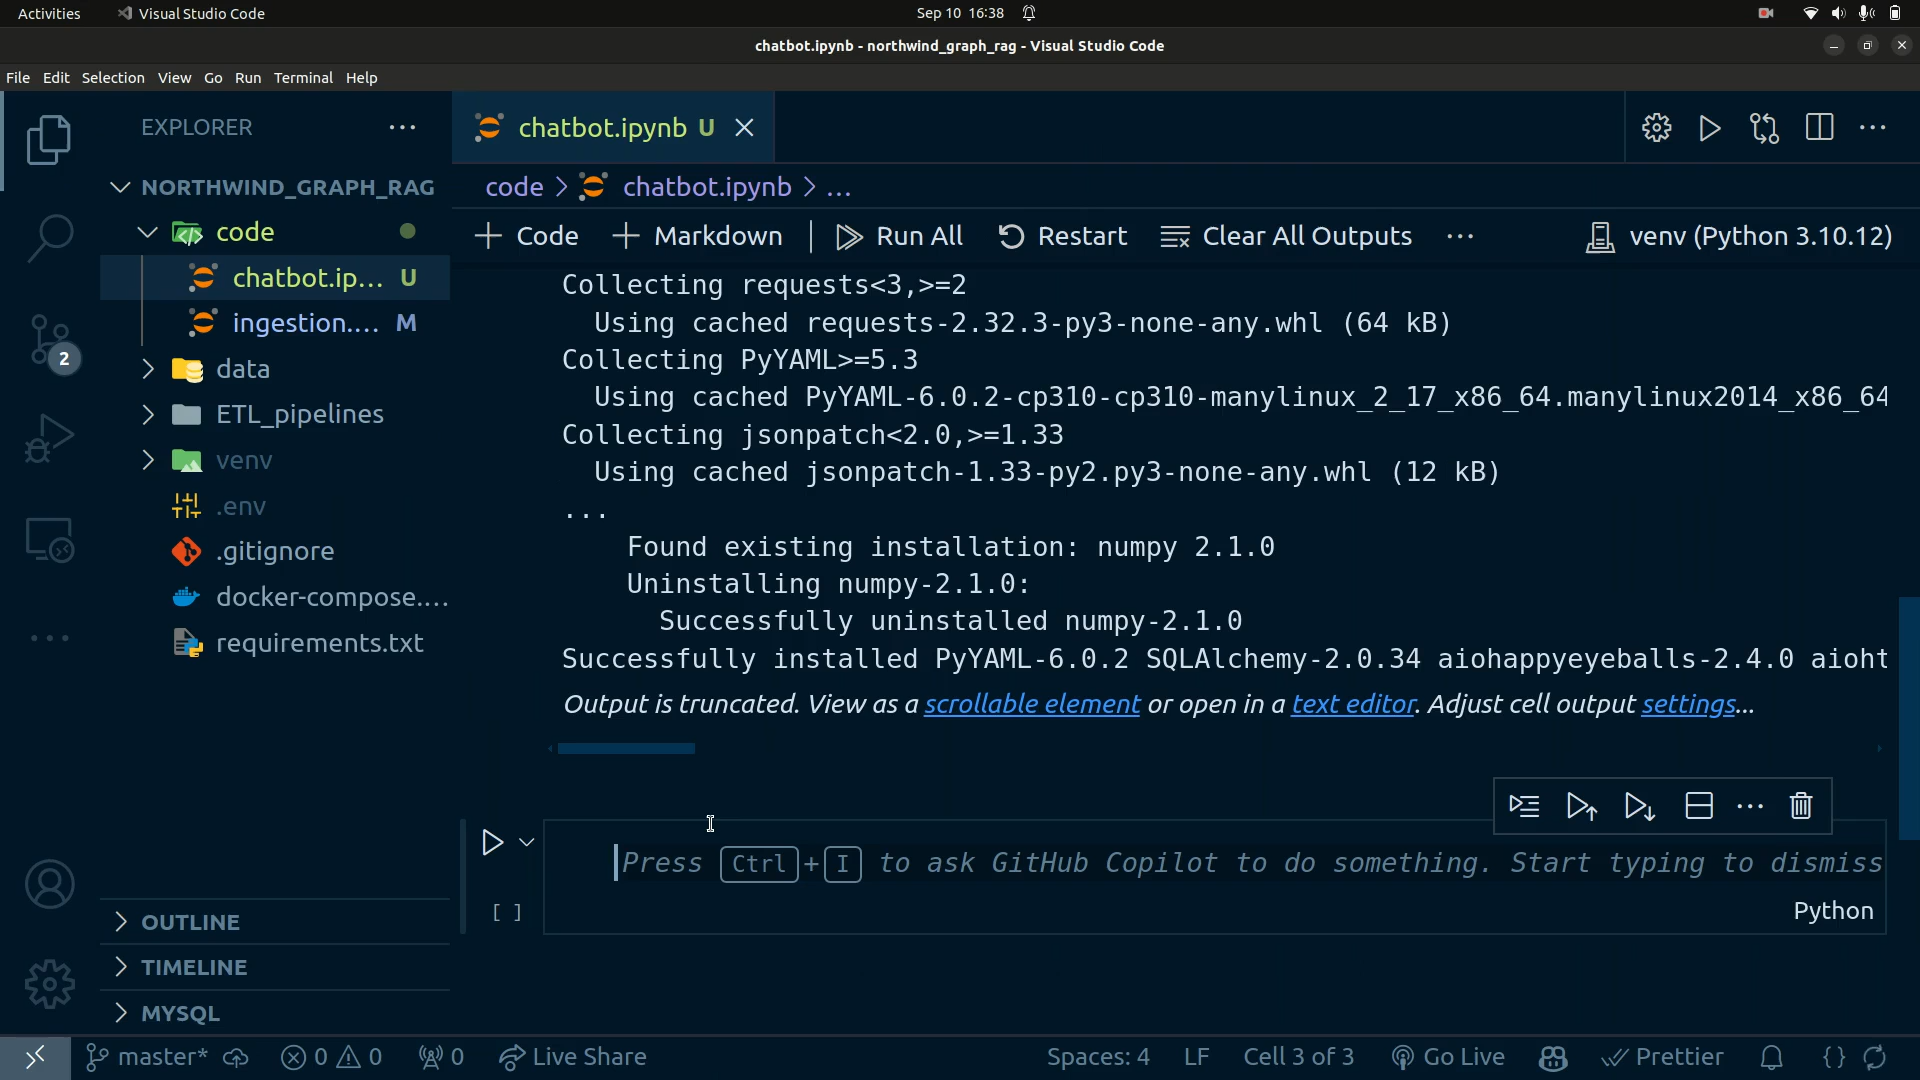 Activities
Visual Studio Code
Sep 10 16:38
chatbot.ipynb - northwind_graph_rag - Visual Studio Code
File Edit Selection View Go Run Terminal Help
EXPLORER
NORTHWIND_GRAPH_RAG
code
chatbot.ip... U
ingestion.... M
data
ETL_pipelines
venv
.env
.gitignore
docker-compose....
requirements.txt
OUTLINE
TIMELINE
MYSQL
2
chatbot.ipynb U
code > chatbot.ipynb > ...
+ Code + Markdown | Run All Restart Clear All Outputs ... venv (Python 3.10.12)
Collecting requests<3,>=2
Using cached requests-2.32.3-py3-none-any.whl (64 kB)
Collecting PyYAML>=5.3
Using cached PyYAML-6.0.2-cp310-cp310-manylinux_2_17_x86_64.manylinux2014_x86_64
Collecting jsonpatch<2.0,>=1.33
Using cached jsonpatch-1.33-py2.py3-none-any.whl (12 kB)
...
Found existing installation: numpy 2.1.0
Uninstalling numpy-2.1.0:
Successfully uninstalled numpy-2.1.0
Successfully installed PyYAML-6.0.2 SQLAlchemy-2.0.34 aiohappyeyeballs-2.4.0 aioht
Output is truncated. View as a scrollable element or open in a text editor. Adjust cell output settings...
Press Ctrl+I to ask GitHub Copilot to do something. Start typing to dismiss
[ ]
Python
master* 0 0 0 Live Share Spaces: 4 LF Cell 3 of 3 Go Live Prettier {}